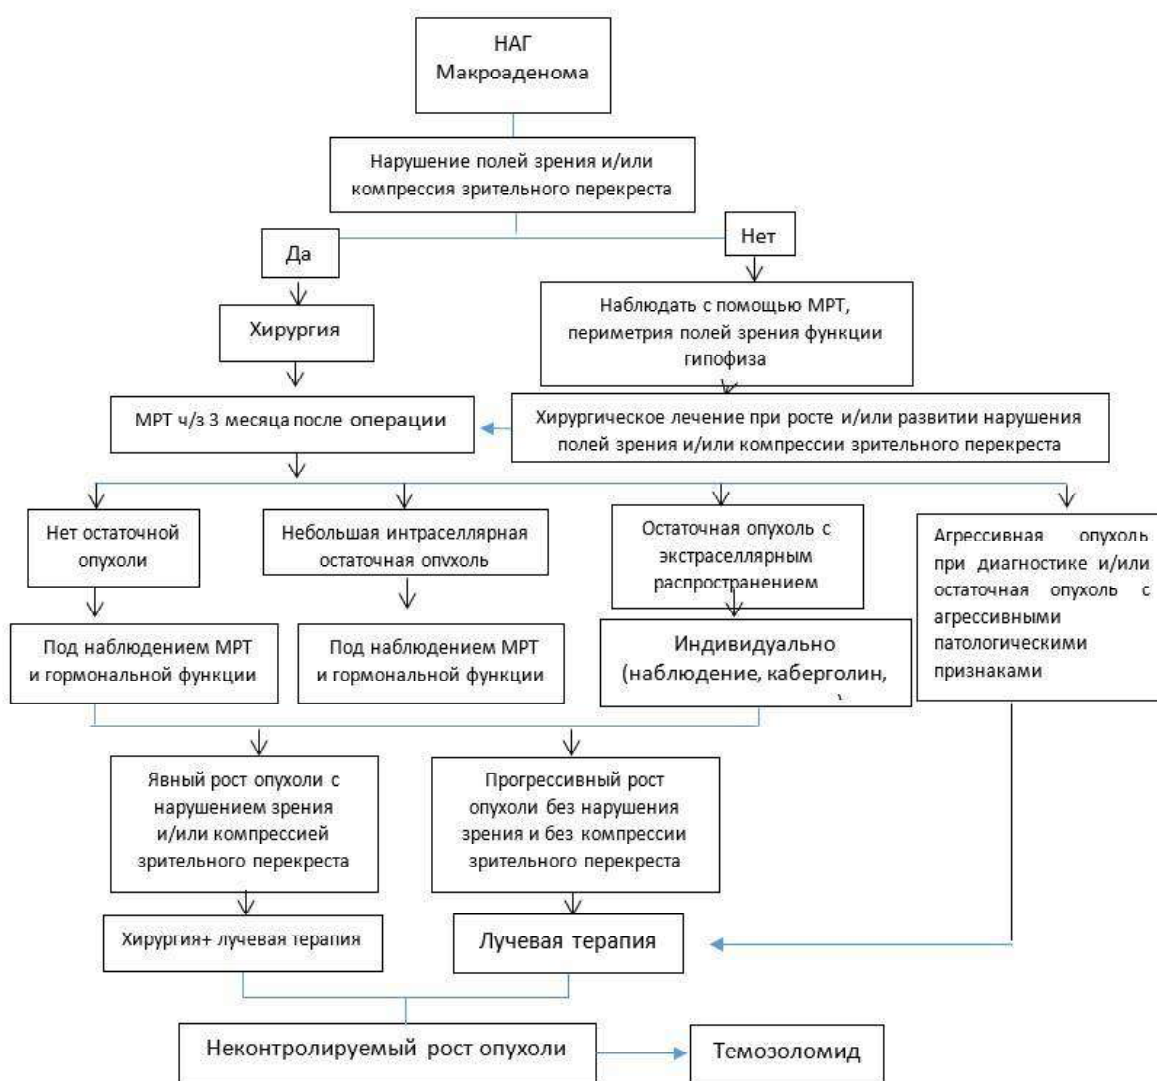 НАГ
Макроаденома
Нарушение полей зрения и/или
компрессия зрительного перекреста
Да
Нет
Хирургия
Наблюдать с помощью МРТ,
периметрия полей зрения функции
гипофиза
МРТ ч/з 3 месяца после операции
Хирургическое лечение при росте и/или развитии нарушения
полей зрения и/или компрессии зрительного перекреста
Нет остаточной
опухоли
Небольшая интраселлярная
остаточная опухоль
Остаточная опухоль с
экстраселлярным
распространением
Агрессивная опухоль
при диагностике и/или
остаточная опухоль с
агрессивными
патологическими
признаками
Под наблюдением МРТ
и гормональной функции
Под наблюдением МРТ
и гормональной функции
Индивидуально
(наблюдение, каберголин,
Явный рост опухоли с
нарушением зрения
и/или компрессией
зрительного перекреста
Прогрессивный рост
опухоли без нарушения
зрения и без компрессии
зрительного перекреста
Хирургия+ лучевая терапия
Лучевая терапия
Неконтролируемый рост опухоли
Темозоломид